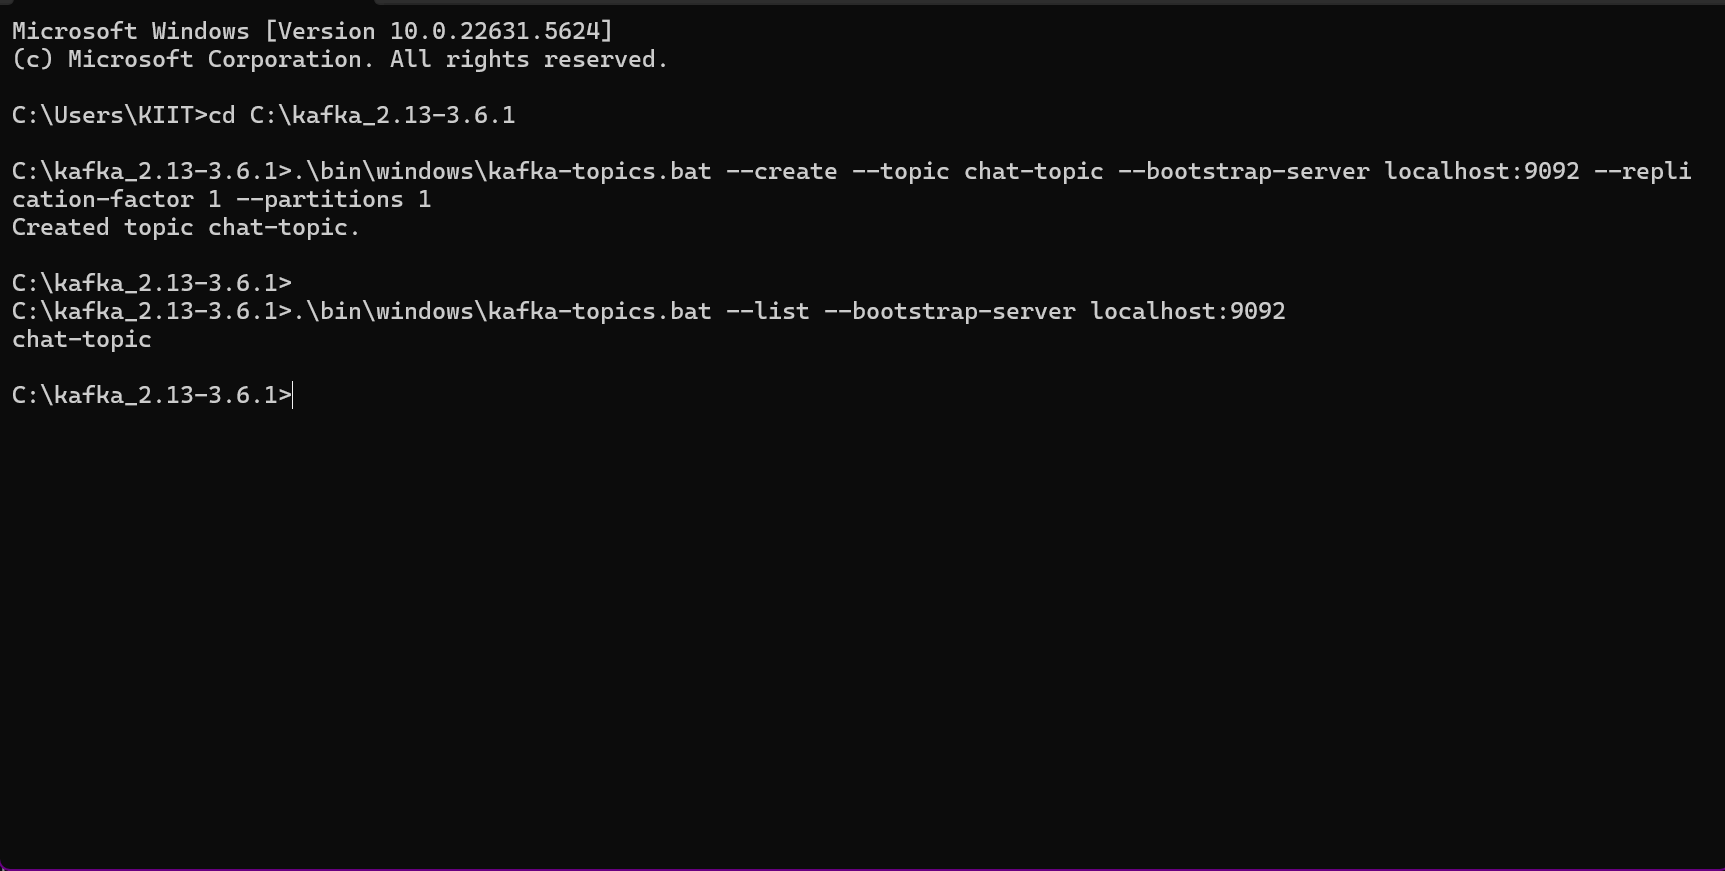 Microsoft Windows [Version 10.0.22631.5624]
(c) Microsoft Corporation. All rights reserved.
C:\Users\KIIT>cd C:\kafka_2.13-3.6.1
C:\kafka_2.13-3.6.1>.\bin\windows\kafka-topics.bat --create --topic chat-topic --bootstrap-server localhost:9092 --repli
cation-factor 1 --partitions 1
Created topic chat-topic.
C:\kafka_2.13-3.6.1>
C:\kafka_2.13-3.6.1>.\bin\windows\kafka-topics.bat --list --bootstrap-server localhost:9092
chat-topic
C:\kafka_2.13-3.6.1>